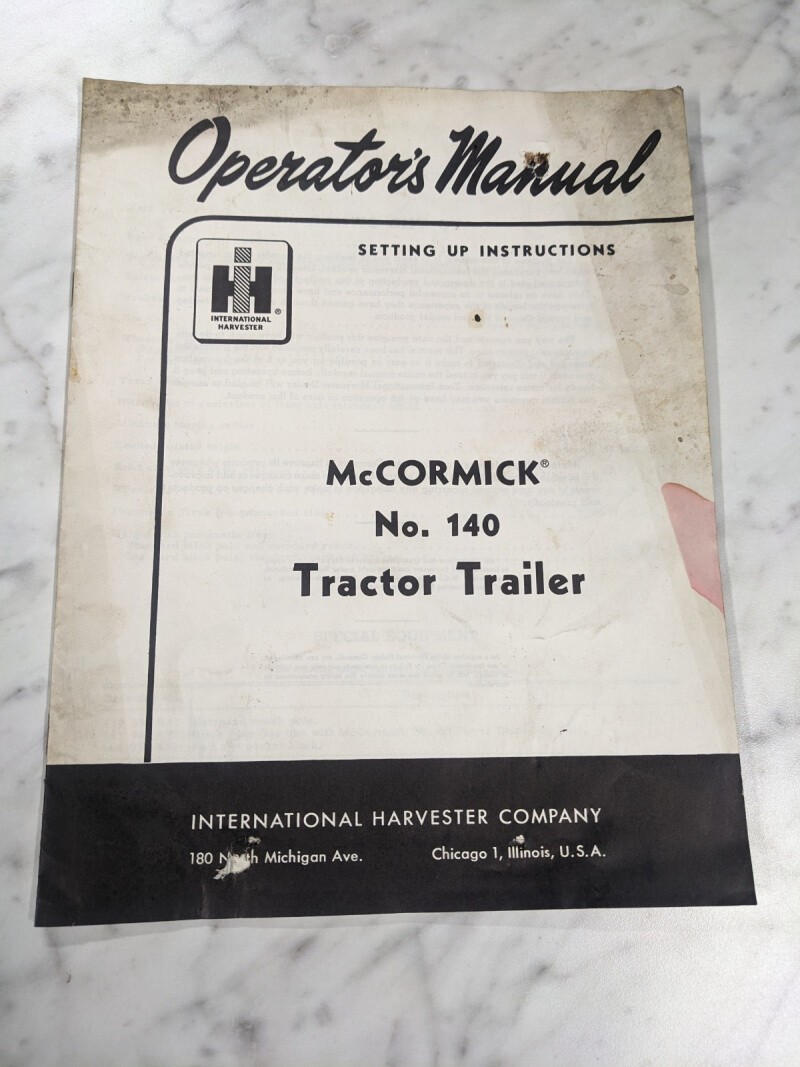 Operator's Manual
SETTING UP INSTRUCTIONS
IH ®
INTERNATIONAL
HARVESTER
McCORMICK®
No. 140
Tractor Trailer
INTERNATIONAL HARVESTER COMPANY
180 North Michigan Ave. Chicago 1, Illinois, U.S.A.